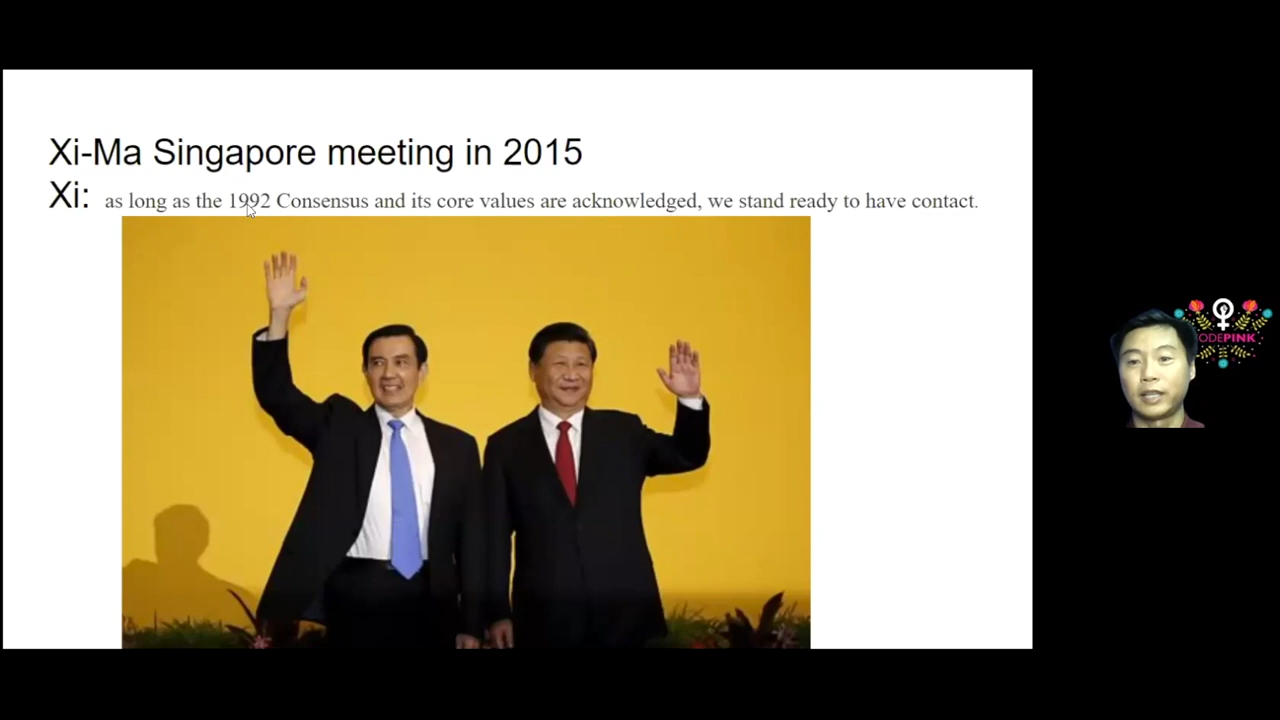 Xi-Ma Singapore meeting in 2015
Xi: as long as the 1992 Consensus and its core values are acknowledged, we stand ready to have contact.
ODEPINK